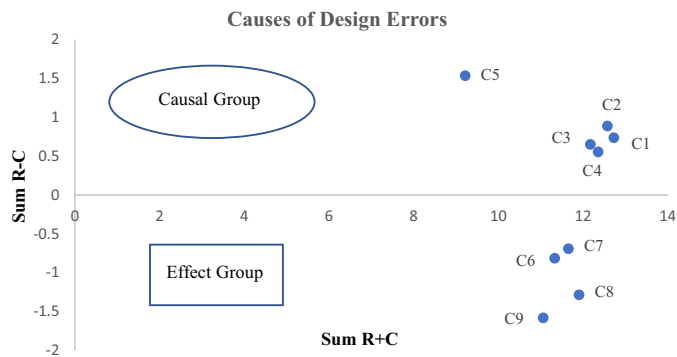 Causes of Design Errors
2
1.5
1
0.5
0
-0.5
-1
-1.5
-2
Sum R-C
0
2
4
6
8
10
12
14
Sum R+C
Causal Group
Effect Group
C5
C2
C3
C1
C4
C7
C6
C8
C9